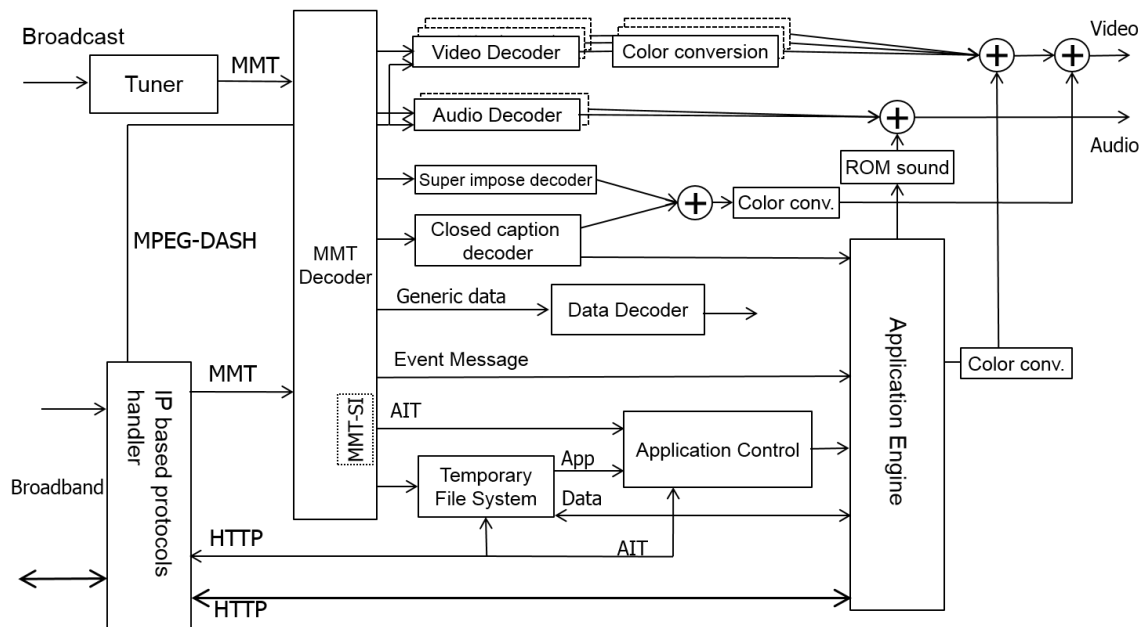 Broadcast
Tuner
MMT
Video Decoder
Color conversion
Video
Audio Decoder
Audio
ROM sound
Super impose decoder
Color conv.
Closed caption
decoder
MPEG-DASH
MMT
Decoder
Generic data
Data Decoder
Event Message
Application Engine
Color conv.
MMT
IP based protocols
handler
MMT-SI
AIT
Application Control
Temporary
File System
App
Data
Broadband
HTTP
AIT
HTTP